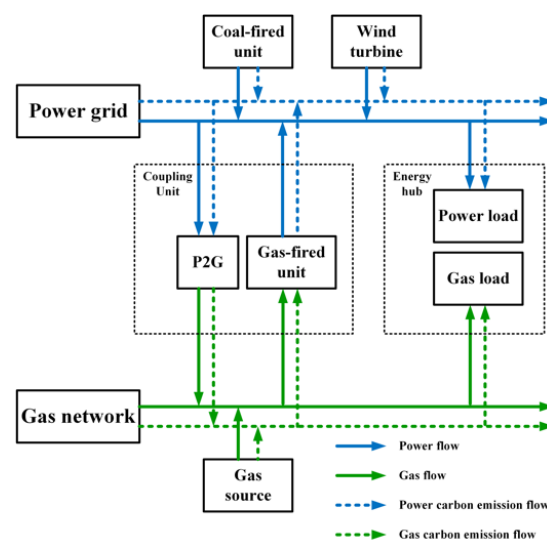 Coal-fired
unit
Wind
turbine
Power grid
Coupling
Unit
Energy
hub
Power load
P2G
Gas-fired
unit
Gas load
Gas network
Gas
source
Power flow
Gas flow
Power carbon emission flow
Gas carbon emission flow